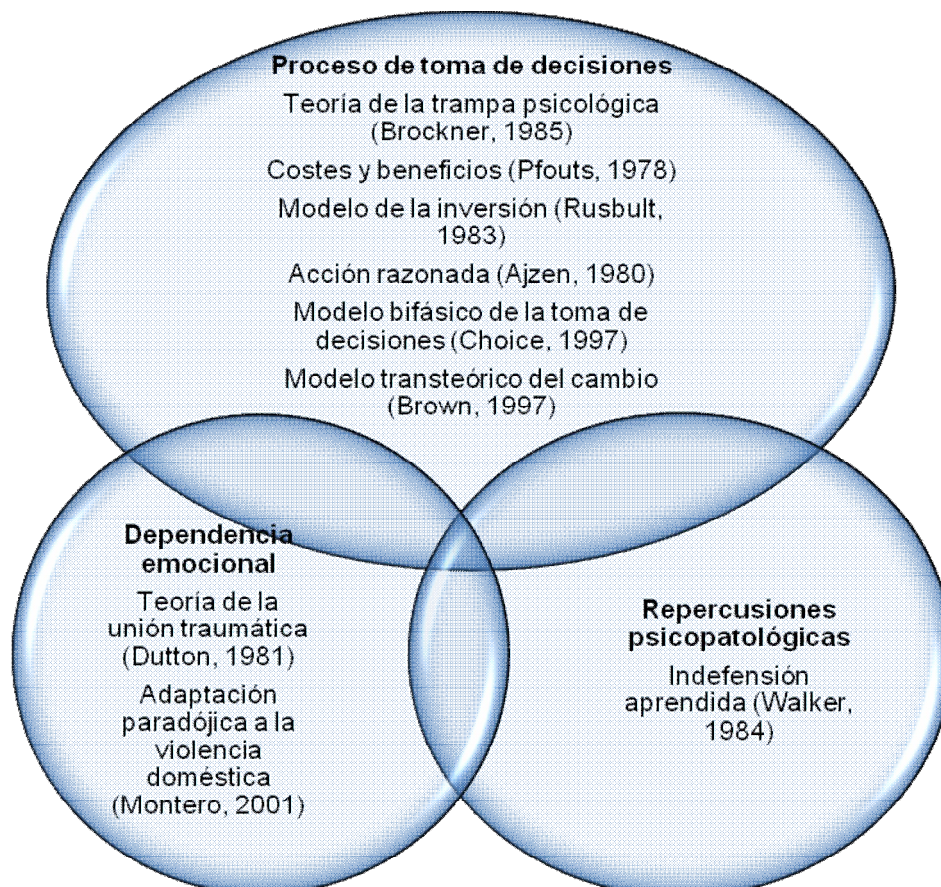 Proceso de toma de decisiones
Teoría de la trampa psicológica
(Brockner, 1985)
Costes y beneficios (Pfouts, 1978)
Modelo de la inversión (Rusbult,
1983)
Acción razonada (Ajzen, 1980)
Modelo bifásico de la toma de
decisiones (Choice, 1997)
Modelo transteórico del cambio
(Brown, 1997)
Dependencia
emocional
Teoría de la
unión traumática
(Dutton, 1981)
Adaptación
paradójica a la
violencia
doméstica
(Montero, 2001)
Repercusiones
psicopatológicas
Indefensión
aprendida (Walker,
1984)